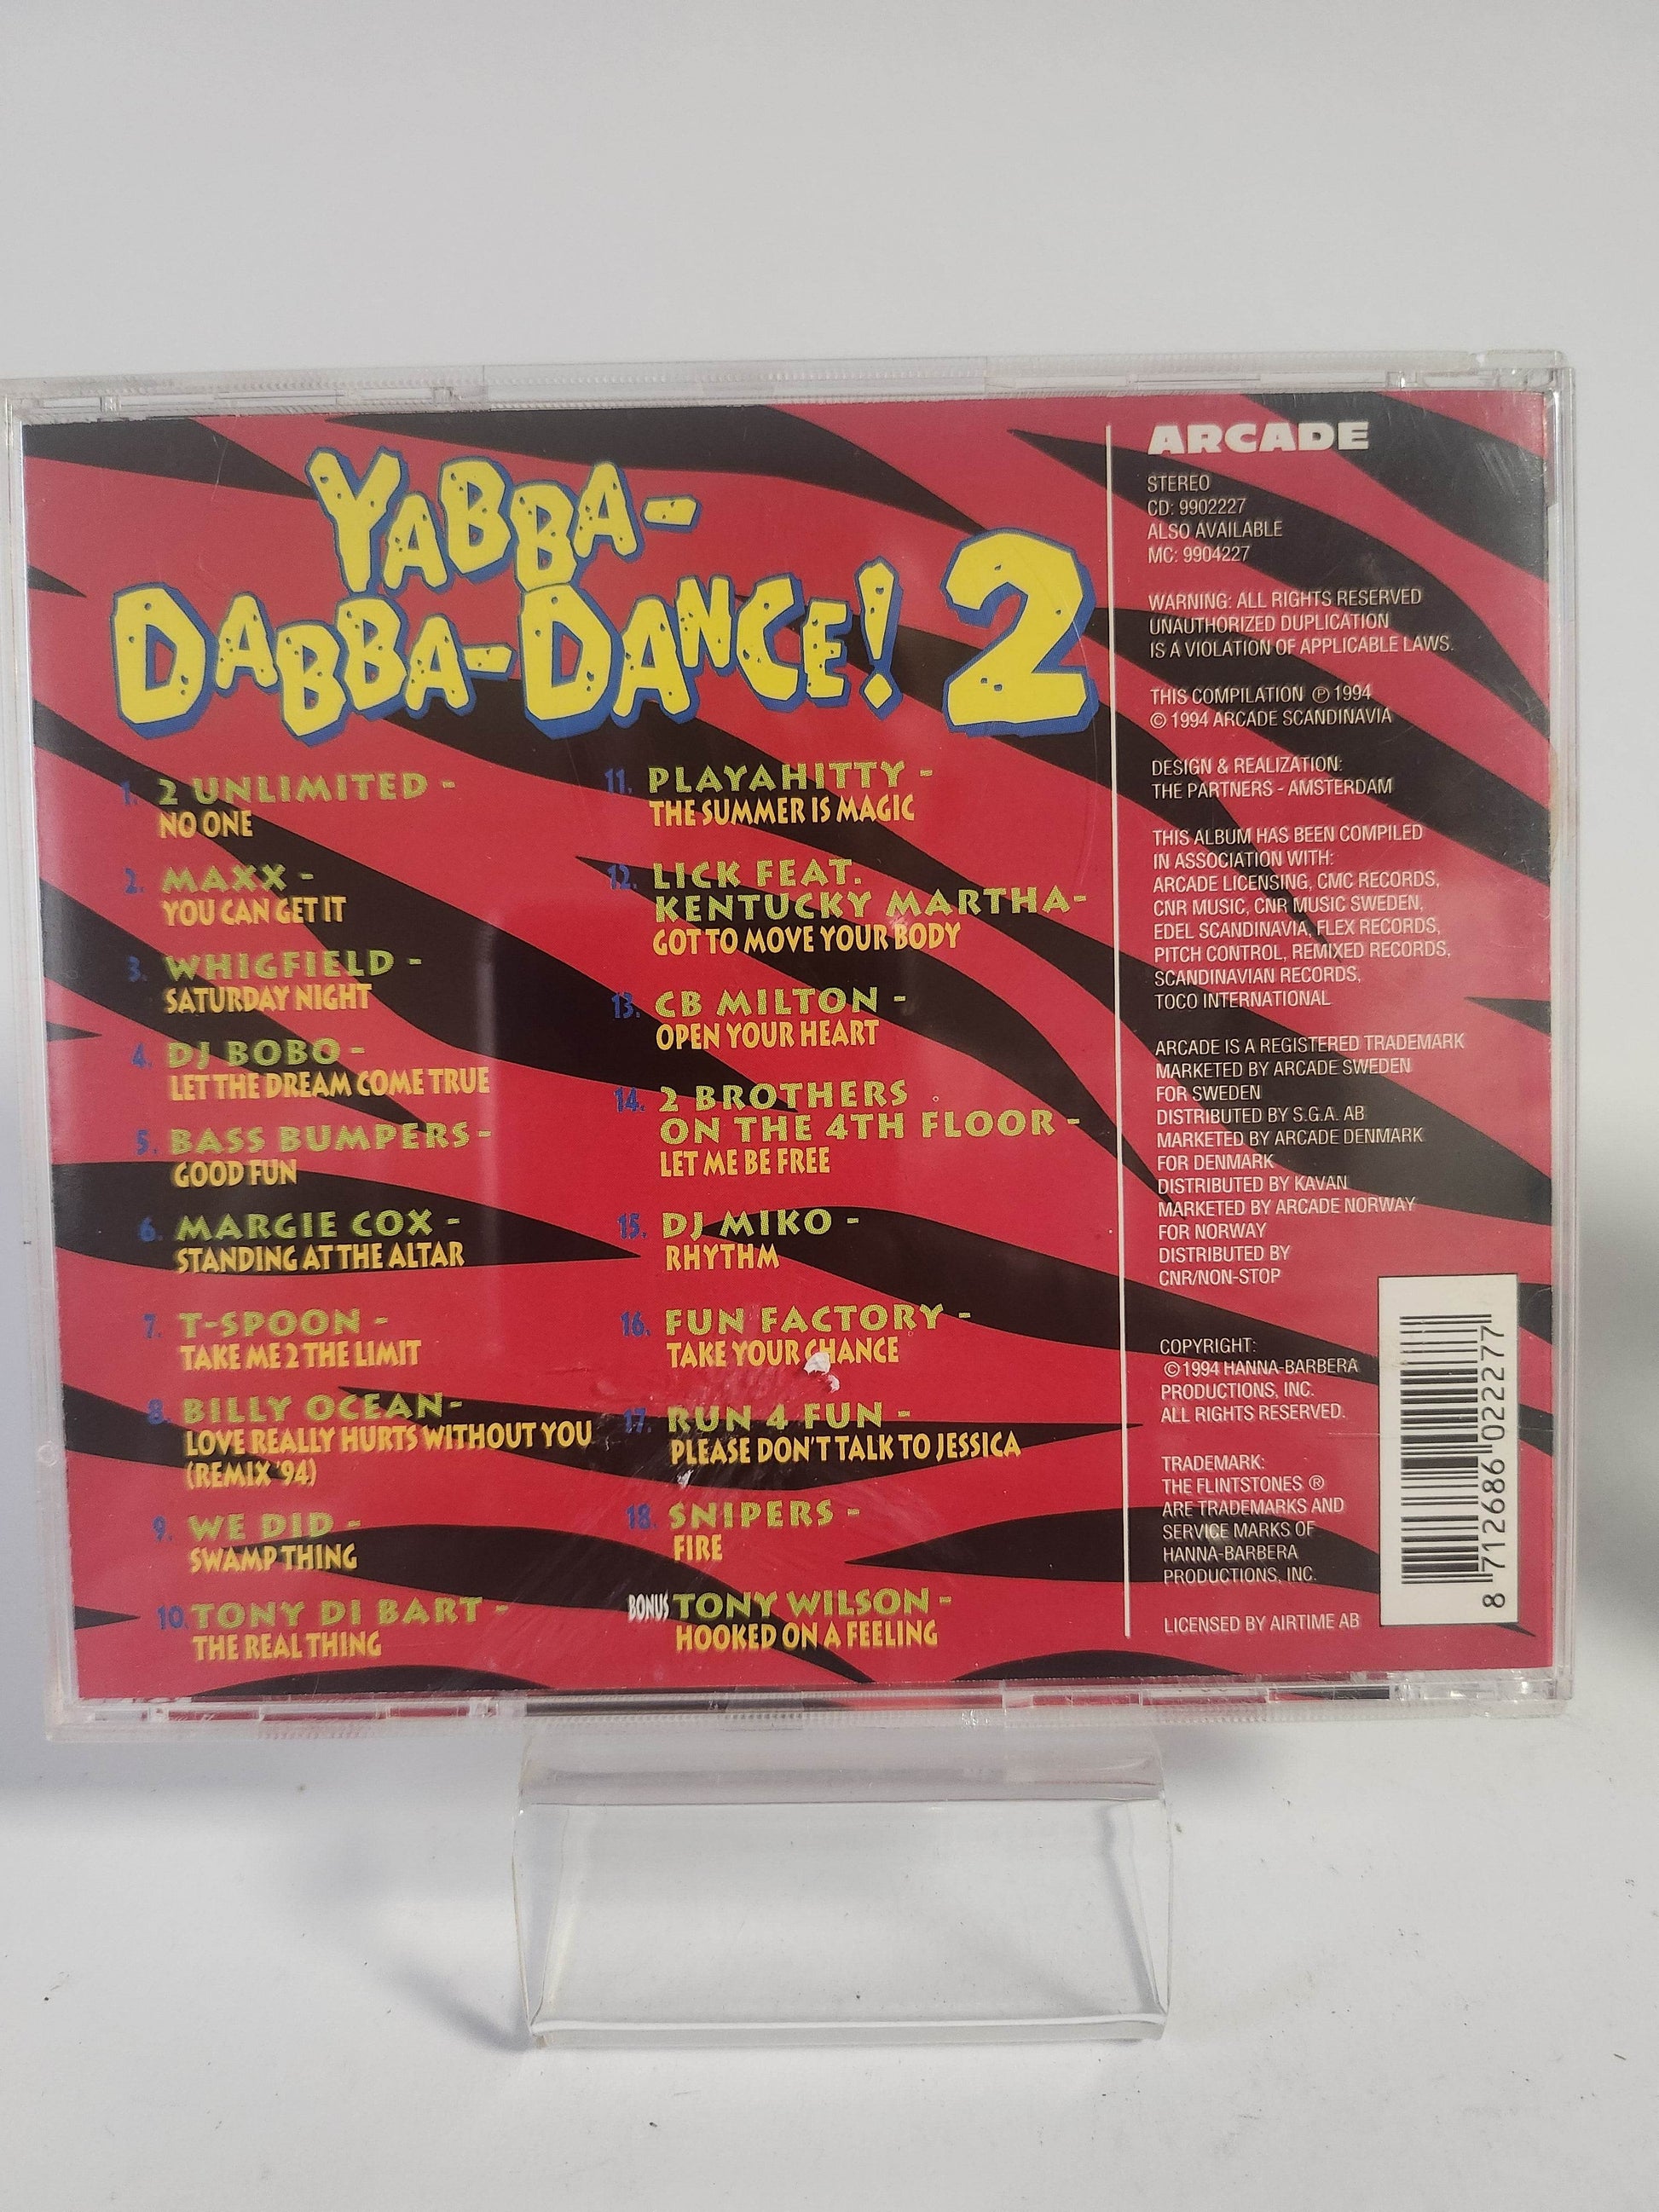 YABBA-
DABBA-DANCE! 2
1. 2 UNLIMITED -
NO ONE
2. MAXX -
YOU CAN GET IT
3. WHIGFIELD -
SATURDAY NIGHT
4. DJ BOBO -
LET THE DREAM COME TRUE
5. BASS BUMPERS -
GOOD FUN
6. MARGIE COX -
STANDING AT THE ALTAR
7. T-SPOON -
TAKE ME 2 THE LIMIT
8. BILLY OCEAN -
LOVE REALLY HURTS WITHOUT YOU
(REMIX '94)
9. WE DID -
SWAMP THING
10. TONY DI BART -
THE REAL THING
11. PLAYAHITTY -
THE SUMMER IS MAGIC
12. LICK FEAT.
KENTUCKY MARTHA-
GOT TO MOVE YOUR BODY
13. CB MILTON -
OPEN YOUR HEART
14. 2 BROTHERS
ON THE 4TH FLOOR -
LET ME BE FREE
15. DJ MIKO -
RHYTHM
16. FUN FACTORY -
TAKE YOUR CHANCE
17. RUN 4 FUN -
PLEASE DON'T TALK TO JESSICA
18. SNIPERS -
FIRE
BONUS TONY WILSON -
HOOKED ON A FEELING
ARCADE
STEREO
CD: 9902227
ALSO AVAILABLE
MC: 9904227
WARNING: ALL RIGHTS RESERVED
UNAUTHORIZED DUPLICATION
IS A VIOLATION OF APPLICABLE LAWS.
THIS COMPILATION ℗ 1994
© 1994 ARCADE SCANDINAVIA
DESIGN & REALIZATION:
THE PARTNERS - AMSTERDAM
THIS ALBUM HAS BEEN COMPILED
IN ASSOCIATION WITH:
ARCADE LICENSING, CMC RECORDS,
CNR MUSIC, CNR MUSIC SWEDEN,
EDEL SCANDINAVIA, FLEX RECORDS,
PITCH CONTROL, REMIXED RECORDS,
SCANDINAVIAN RECORDS,
TOCO INTERNATIONAL
ARCADE IS A REGISTERED TRADEMARK
MARKETED BY ARCADE SWEDEN
FOR SWEDEN
DISTRIBUTED BY S.G.A. AB
MARKETED BY ARCADE DENMARK
FOR DENMARK
DISTRIBUTED BY KAVAN
MARKETED BY ARCADE NORWAY
FOR NORWAY
DISTRIBUTED BY
CNR/NON-STOP
COPYRIGHT:
©1994 HANNA-BARBERA
PRODUCTIONS, INC.
ALL RIGHTS RESERVED.
TRADEMARK:
THE FLINTSTONES ®
ARE TRADEMARKS AND
SERVICE MARKS OF
HANNA-BARBERA
PRODUCTIONS, INC.
LICENSED BY AIRTIME AB
8 712686 022277